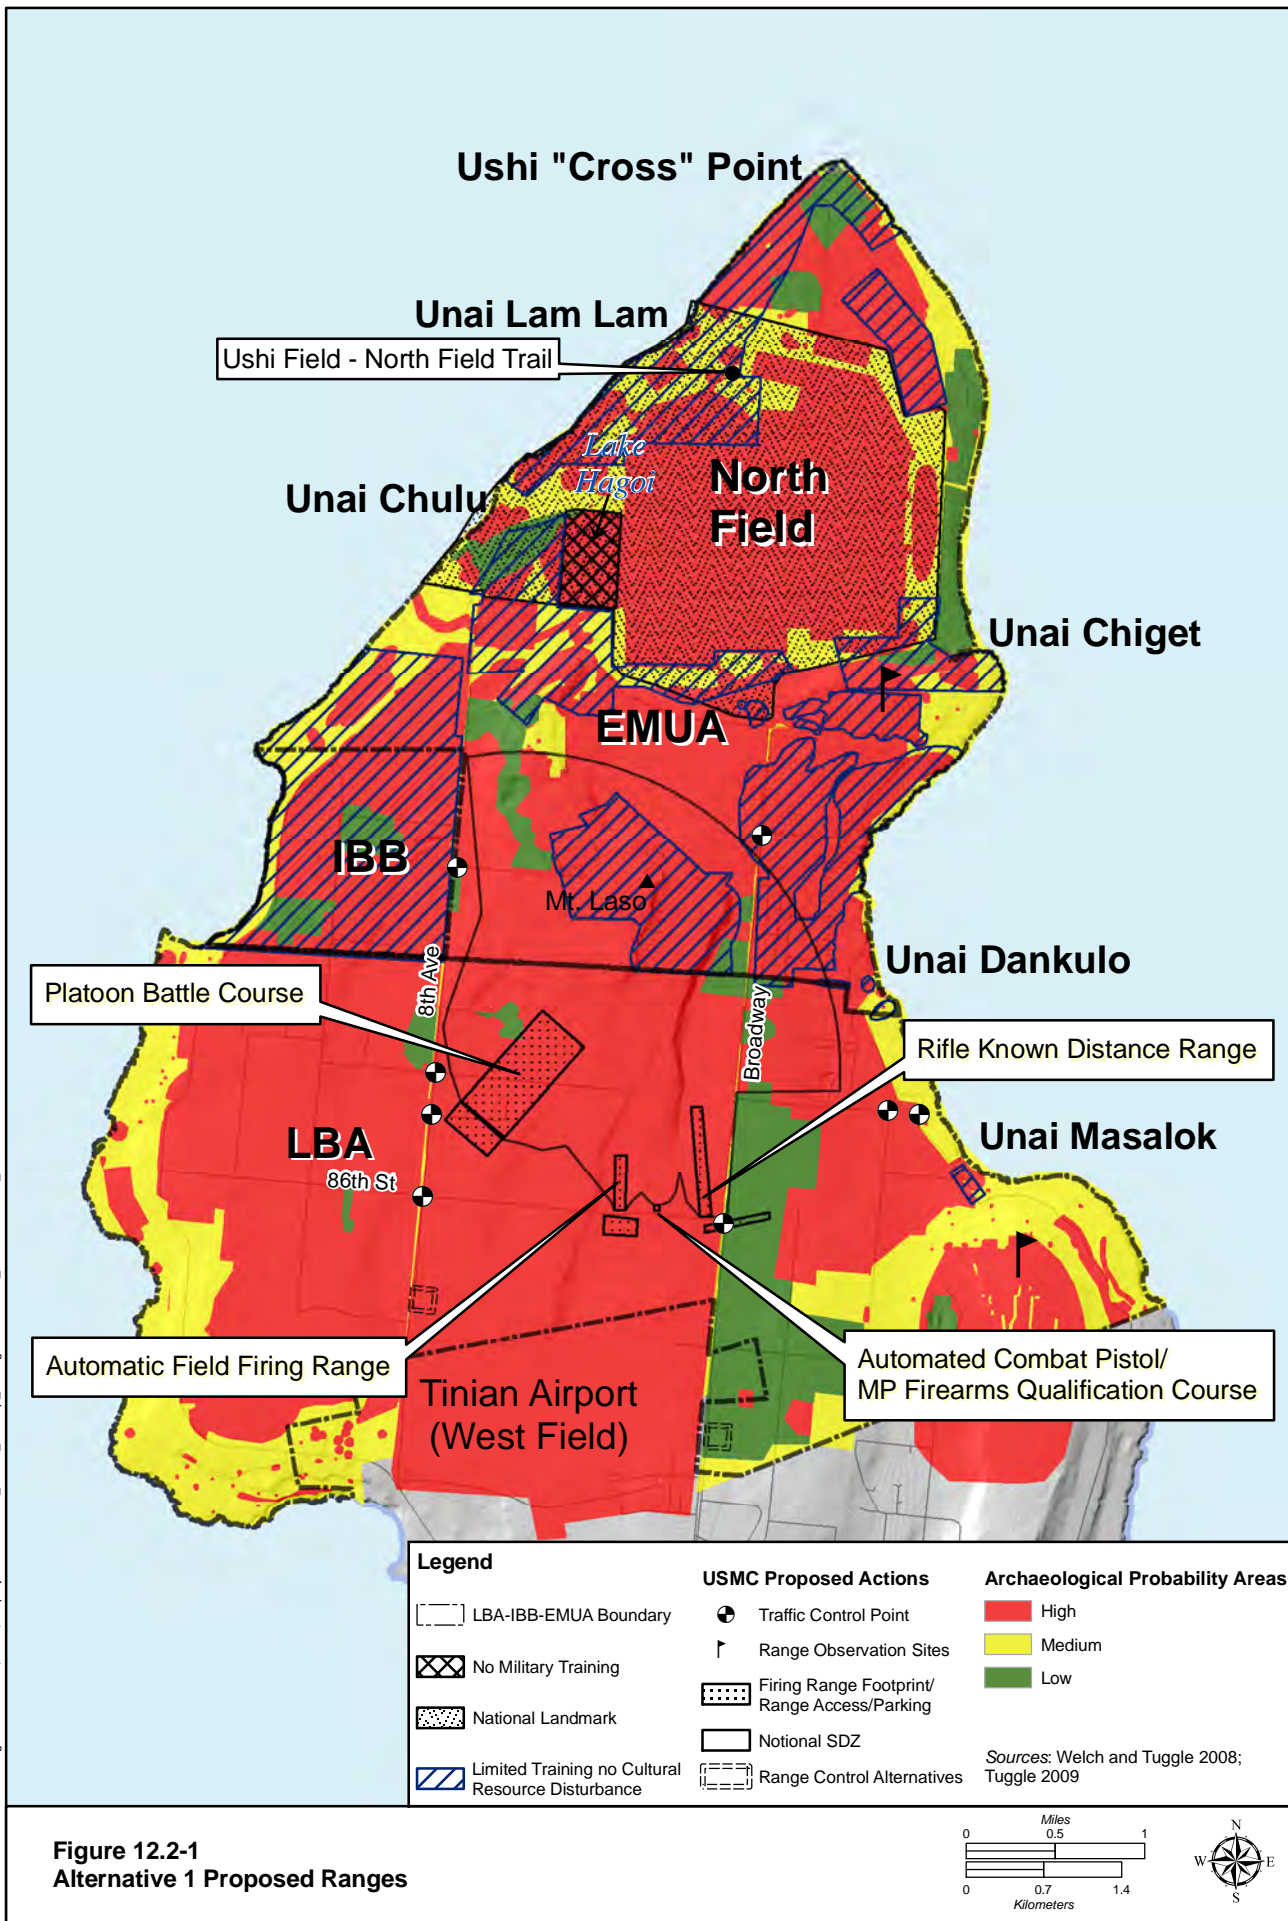 Ushi "Cross" Point
Unai Lam Lam
Ushi Field - North Field Trail
Lake
Hagoi
North
Field
Unai Chulu
Unai Chiget
EMUA
IBB
Mt. Laso
Unai Dankulo
8th Ave
Platoon Battle Course
Broadway
Rifle Known Distance Range
LBA
86th St
Unai Masalok
Automatic Field Firing Range
Automated Combat Pistol/
MP Firearms Qualification Course
Tinian Airport
(West Field)
Legend
LBA-IBB-EMUA Boundary
No Military Training
National Landmark
Limited Training no Cultural
Resource Disturbance
USMC Proposed Actions
Traffic Control Point
Range Observation Sites
Firing Range Footprint/
Range Access/Parking
Notional SDZ
Range Control Alternatives
Archaeological Probability Areas
High
Medium
Low
Sources: Welch and Tuggle 2008;
Tuggle 2009
Figure 12.2-1
Alternative 1 Proposed Ranges
Miles
0 0.5 1
0 0.7 1.4
Kilometers
N
W E
S